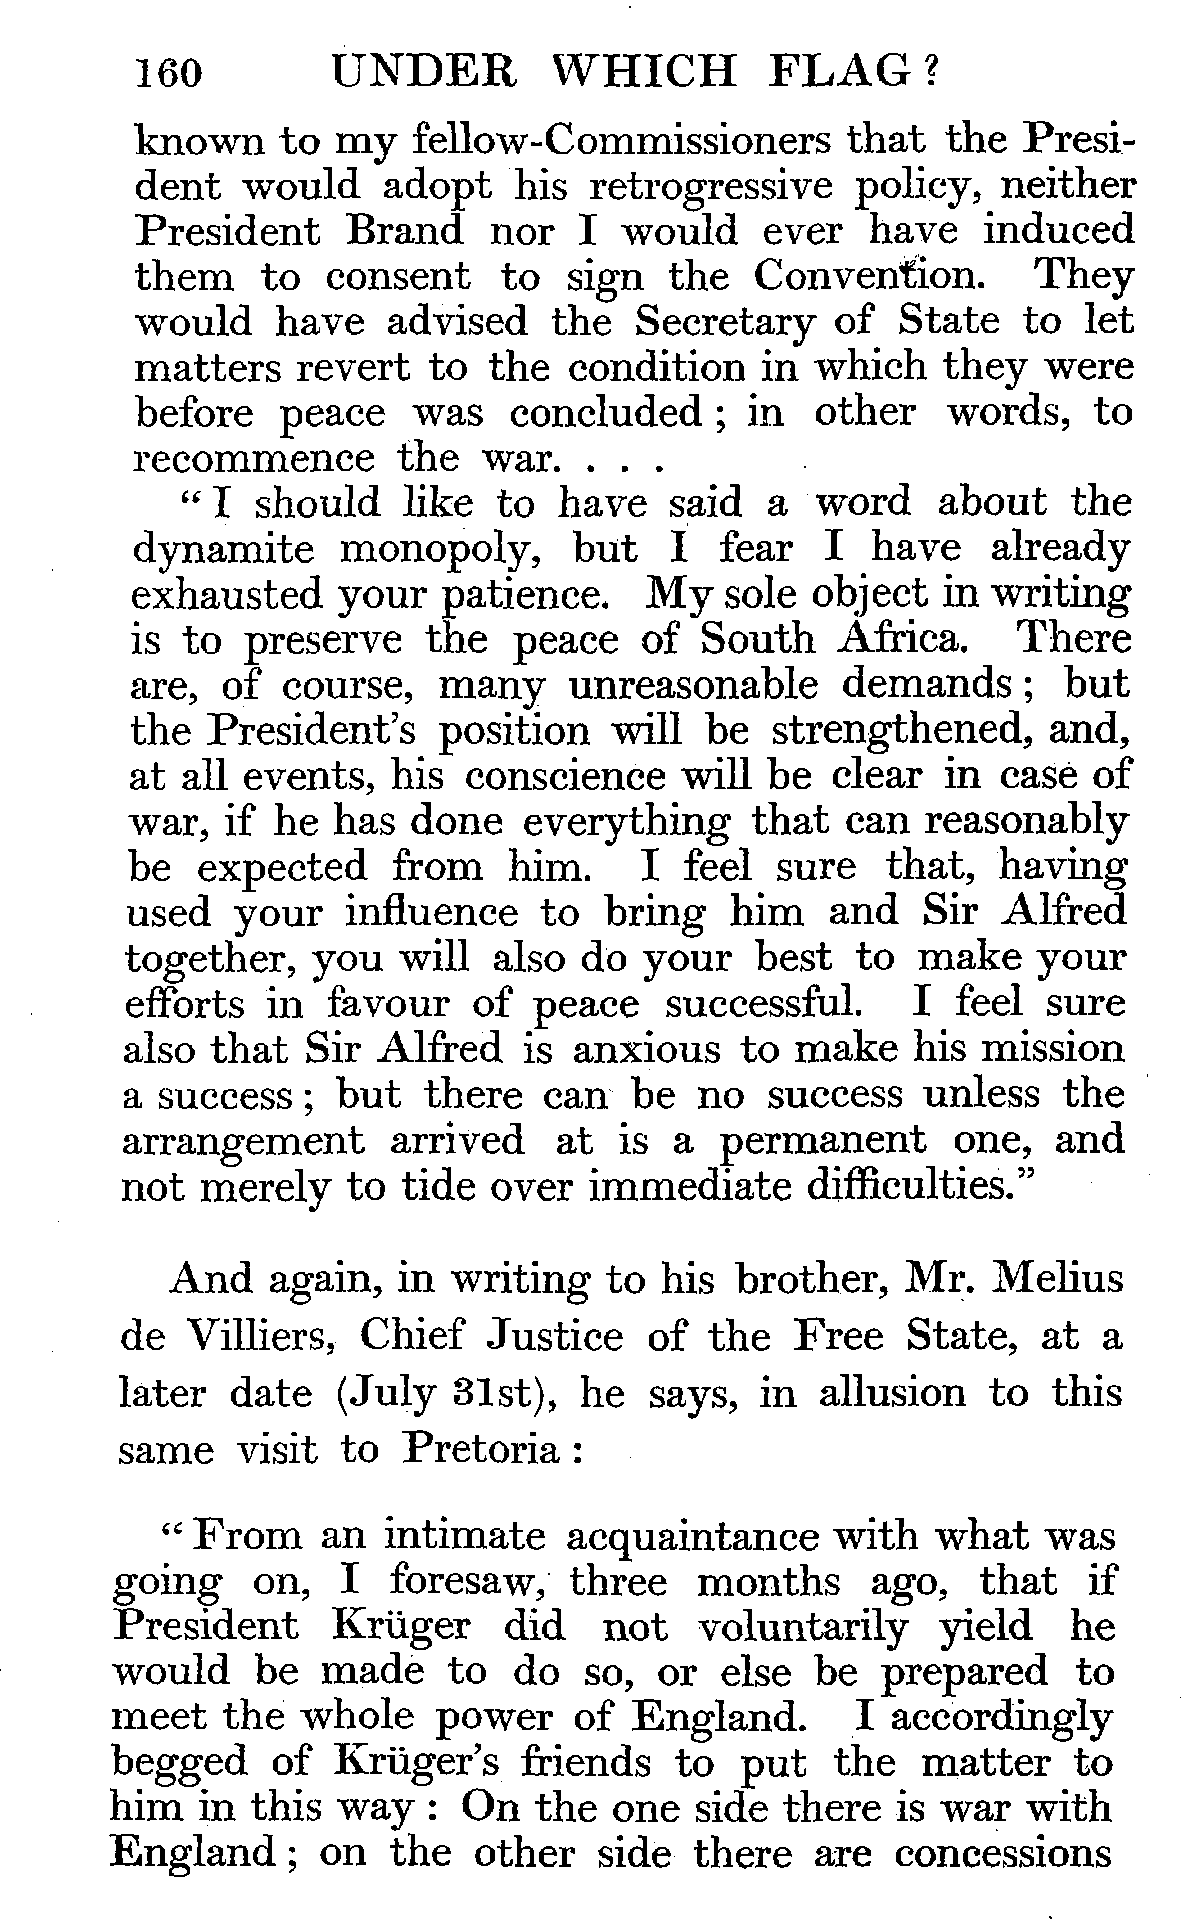 160 UNDER WHICH FLAG ?
known to my fellow-Commissioners that the Presi-
dent would adopt his retrogressive policy, neither
President Brand nor I would ever have induced
them to consent to sign the Convention. They
would have advised the Secretary of State to let
matters revert to the condition in which they were
before peace was concluded ; in other words, to
recommence the war. . . .
“ I should like to have said a word about the
dynamite monopoly, but I fear I have already
exhausted your patience. My sole object in writing
is to preserve the peace of South Africa. There
are, of course, many unreasonable demands ; but
the President’s position will be strengthened, and,
at all events, his conscience will be clear in case of
war, if he has done everything that can reasonably
be expected from him. I feel sure that, having
used your influence to bring him and Sir Alfred
together, you will also do your best to make your
efforts in favour of peace successful. I feel sure
also that Sir Alfred is anxious to make his mission
a success ; but there can be no success unless the
arrangement arrived at is a permanent one, and
not merely to tide over immediate difficulties.”
And again, in writing to his brother, Mr. Melius
de Villiers, Chief Justice of the Free State, at a
later date (July 31st), he says, in allusion to this
same visit to Pretoria :
“ From an intimate acquaintance with what was
going on, I foresaw, three months ago, that if
President Krüger did not voluntarily yield he
would be made to do so, or else be prepared to
meet the whole power of England. I accordingly
begged of Krüger’s friends to put the matter to
him in this way : On the one side there is war with
England ; on the other side there are concessions